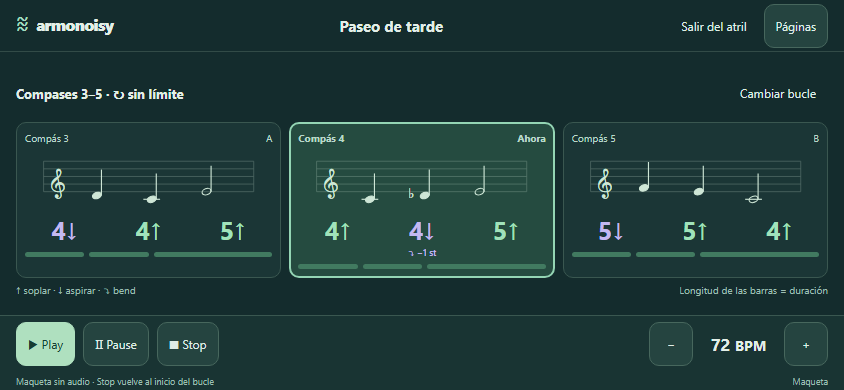 armonoisy
Paseo de tarde
Salir del atril
Páginas
Compases 3–5 · ↻ sin límite
Cambiar bucle
Compás 3 A
4↓ 4↑ 5↑
Compás 4 Ahora
♭
4↑ 4↓ 5↑
⤵ −1 st
Compás 5 B
5↓ 5↑ 4↑
↑ soplar · ↓ aspirar · ⤵ bend
Longitud de las barras = duración
▶ Play
II Pause
■ Stop
−
72 BPM
+
Maqueta sin audio · Stop vuelve al inicio del bucle
Maqueta